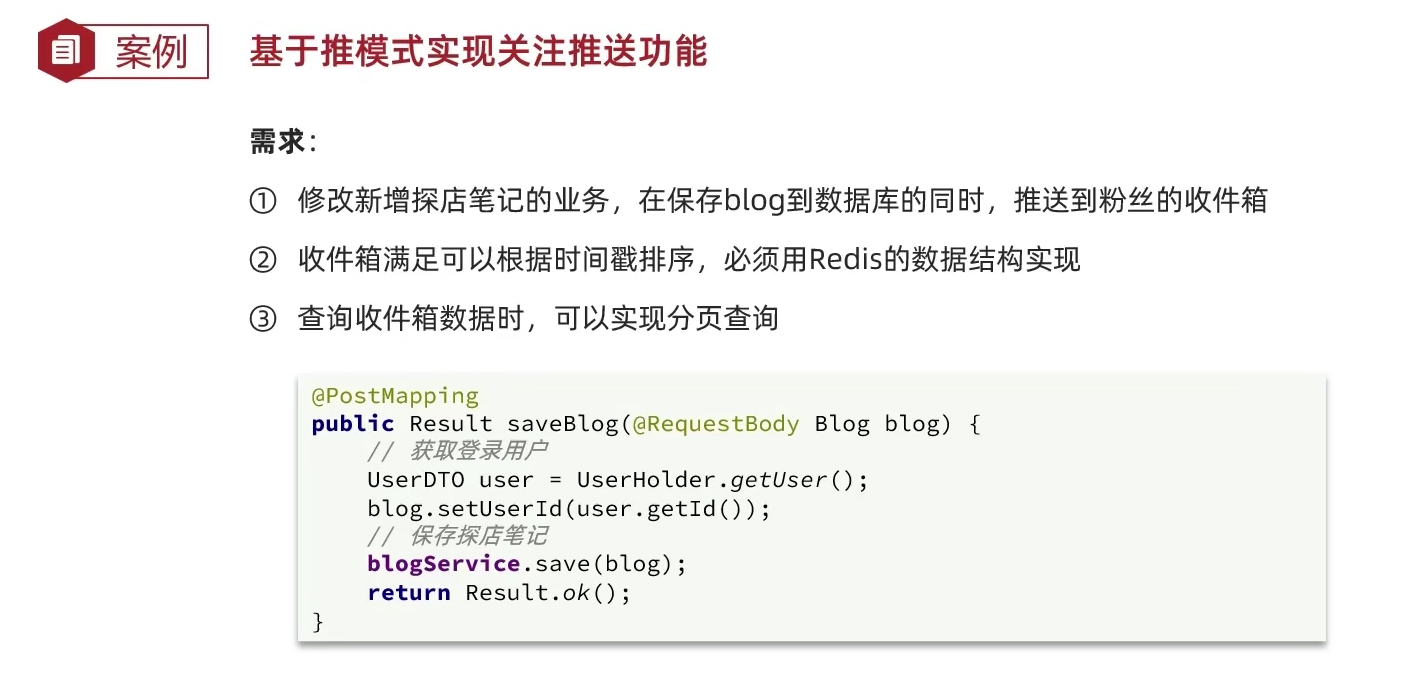 案例
基于推模式实现关注推送功能
需求：
① 修改新增探店笔记的业务，在保存blog到数据库的同时，推送到粉丝的收件箱
② 收件箱满足可以根据时间戳排序，必须用Redis的数据结构实现
③ 查询收件箱数据时，可以实现分页查询
@PostMapping
public Result saveBlog(@RequestBody Blog blog) {
    // 获取登录用户
    UserDTO user = UserHolder.getUser();
    blog.setUserId(user.getId());
    // 保存探店笔记
    blogService.save(blog);
    return Result.ok();
}